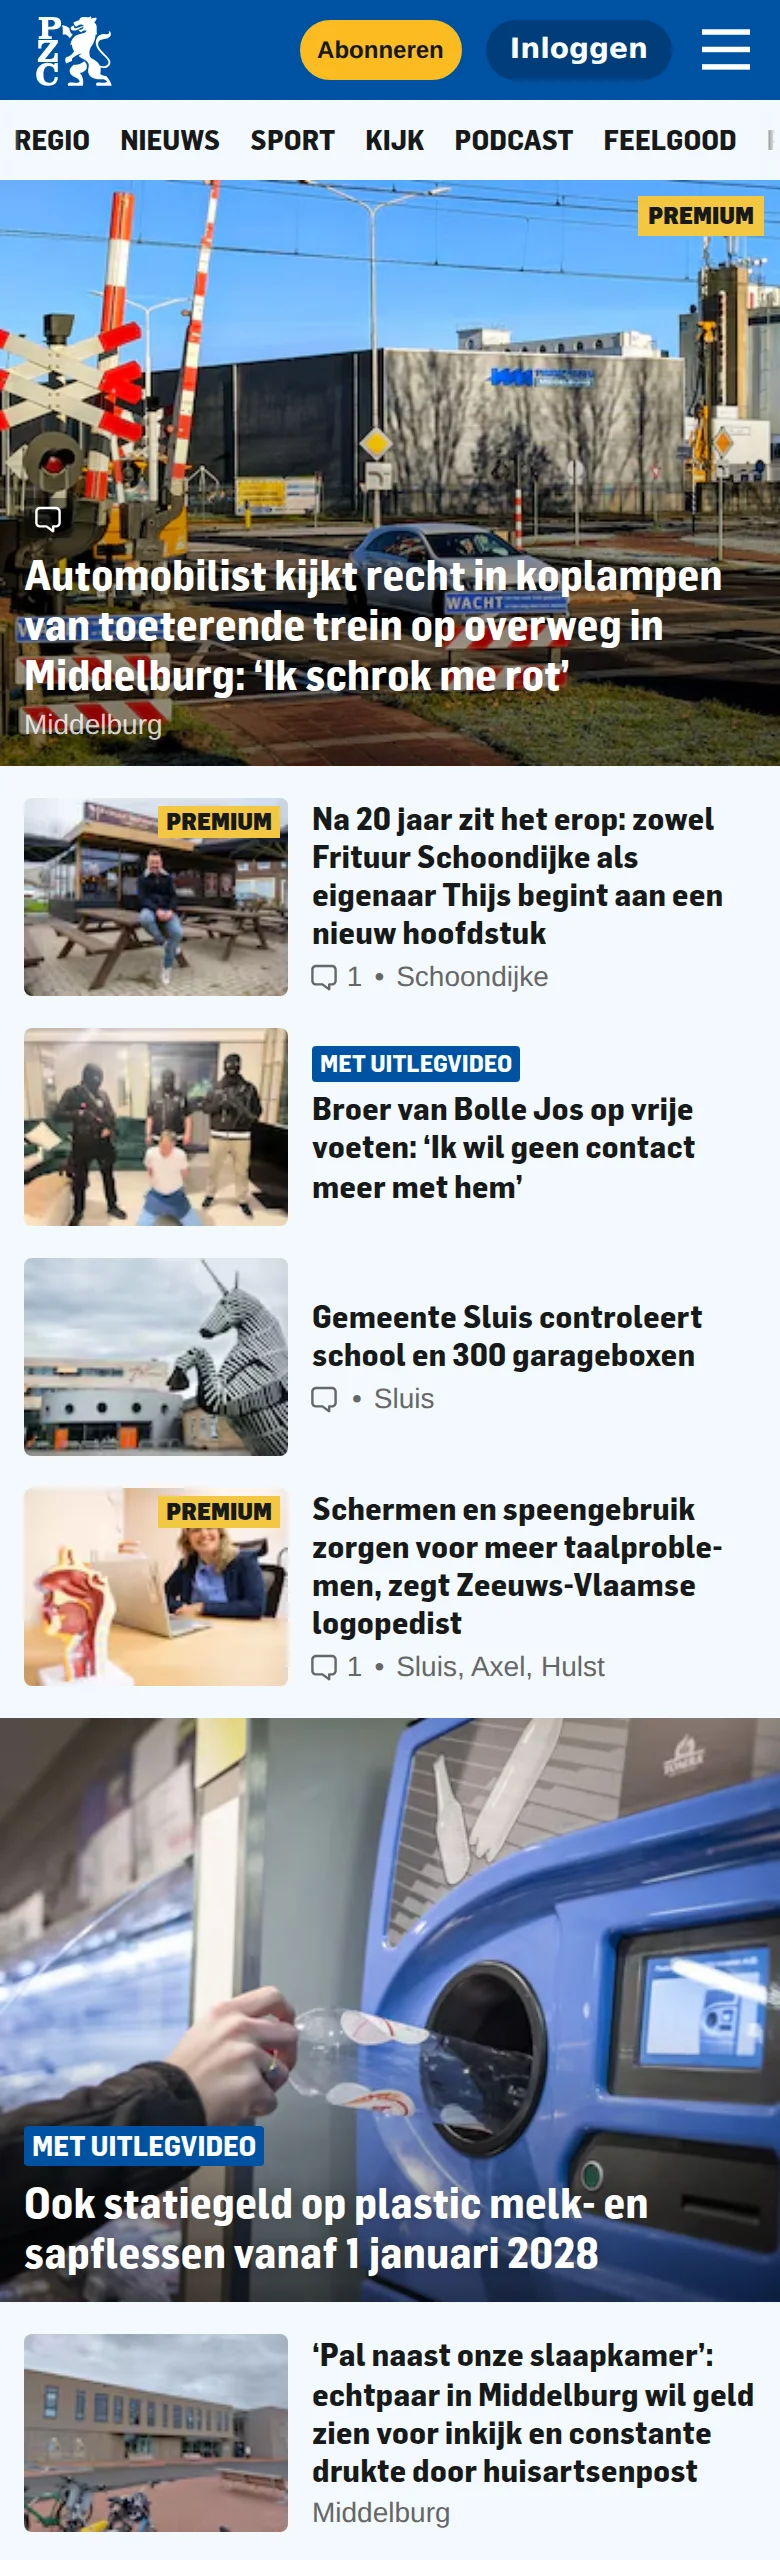 PZC
Abonneren
Inloggen
REGIO NIEUWS SPORT KIJK PODCAST FEELGOOD
PREMIUM
WACHT
Automobilist kijkt recht in koplampen
van toeterende trein op overweg in
Middelburg: ‘Ik schrok me rot’
Middelburg
PREMIUM
Na 20 jaar zit het erop: zowel
Frituur Schoondijke als
eigenaar Thijs begint aan een
nieuw hoofdstuk
1 • Schoondijke
MET UITLEGVIDEO
Broer van Bolle Jos op vrije
voeten: ‘Ik wil geen contact
meer met hem’
Gemeente Sluis controleert
school en 300 garageboxen
• Sluis
PREMIUM
Schermen en speengebruik
zorgen voor meer taalproble-
men, zegt Zeeuws-Vlaamse
logopedist
1 • Sluis, Axel, Hulst
TOMRA
MET UITLEGVIDEO
Ook statiegeld op plastic melk- en
sapflessen vanaf 1 januari 2028
‘Pal naast onze slaapkamer’:
echtpaar in Middelburg wil geld
zien voor inkijk en constante
drukte door huisartsenpost
Middelburg